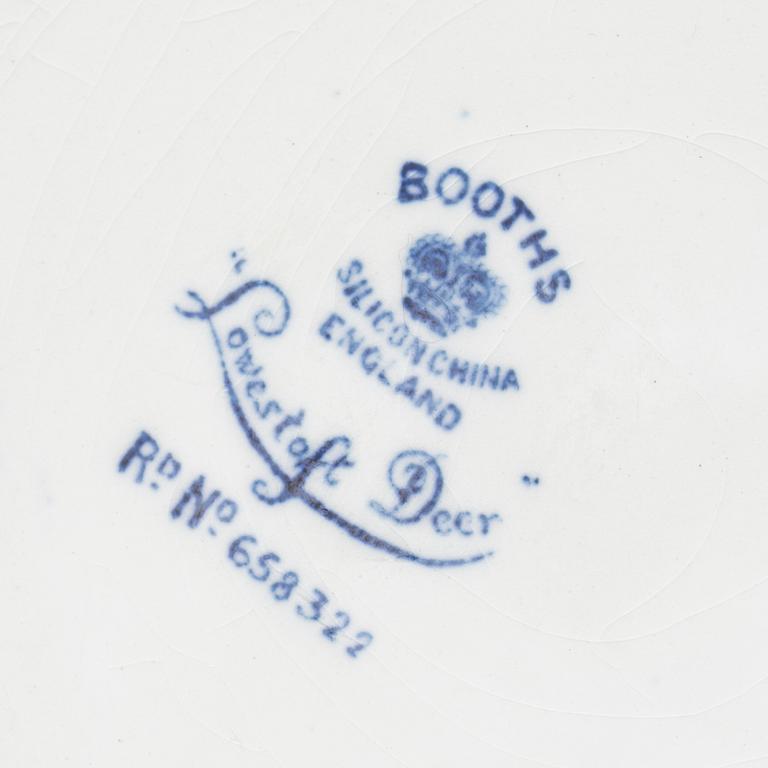 BOOTHS
SILICON CHINA
ENGLAND
"Lowestoft Deer"
RD. No. 658322